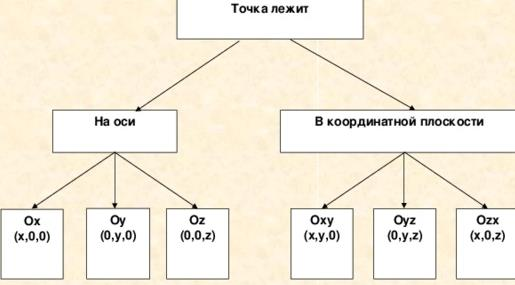 Точка лежит
На оси
В координатной плоскости
Ox
(x,0,0)
Oy
(0,y,0)
Oz
(0,0,z)
Oxy
(x,y,0)
Oyz
(0,y,z)
Ozx
(x,0,z)